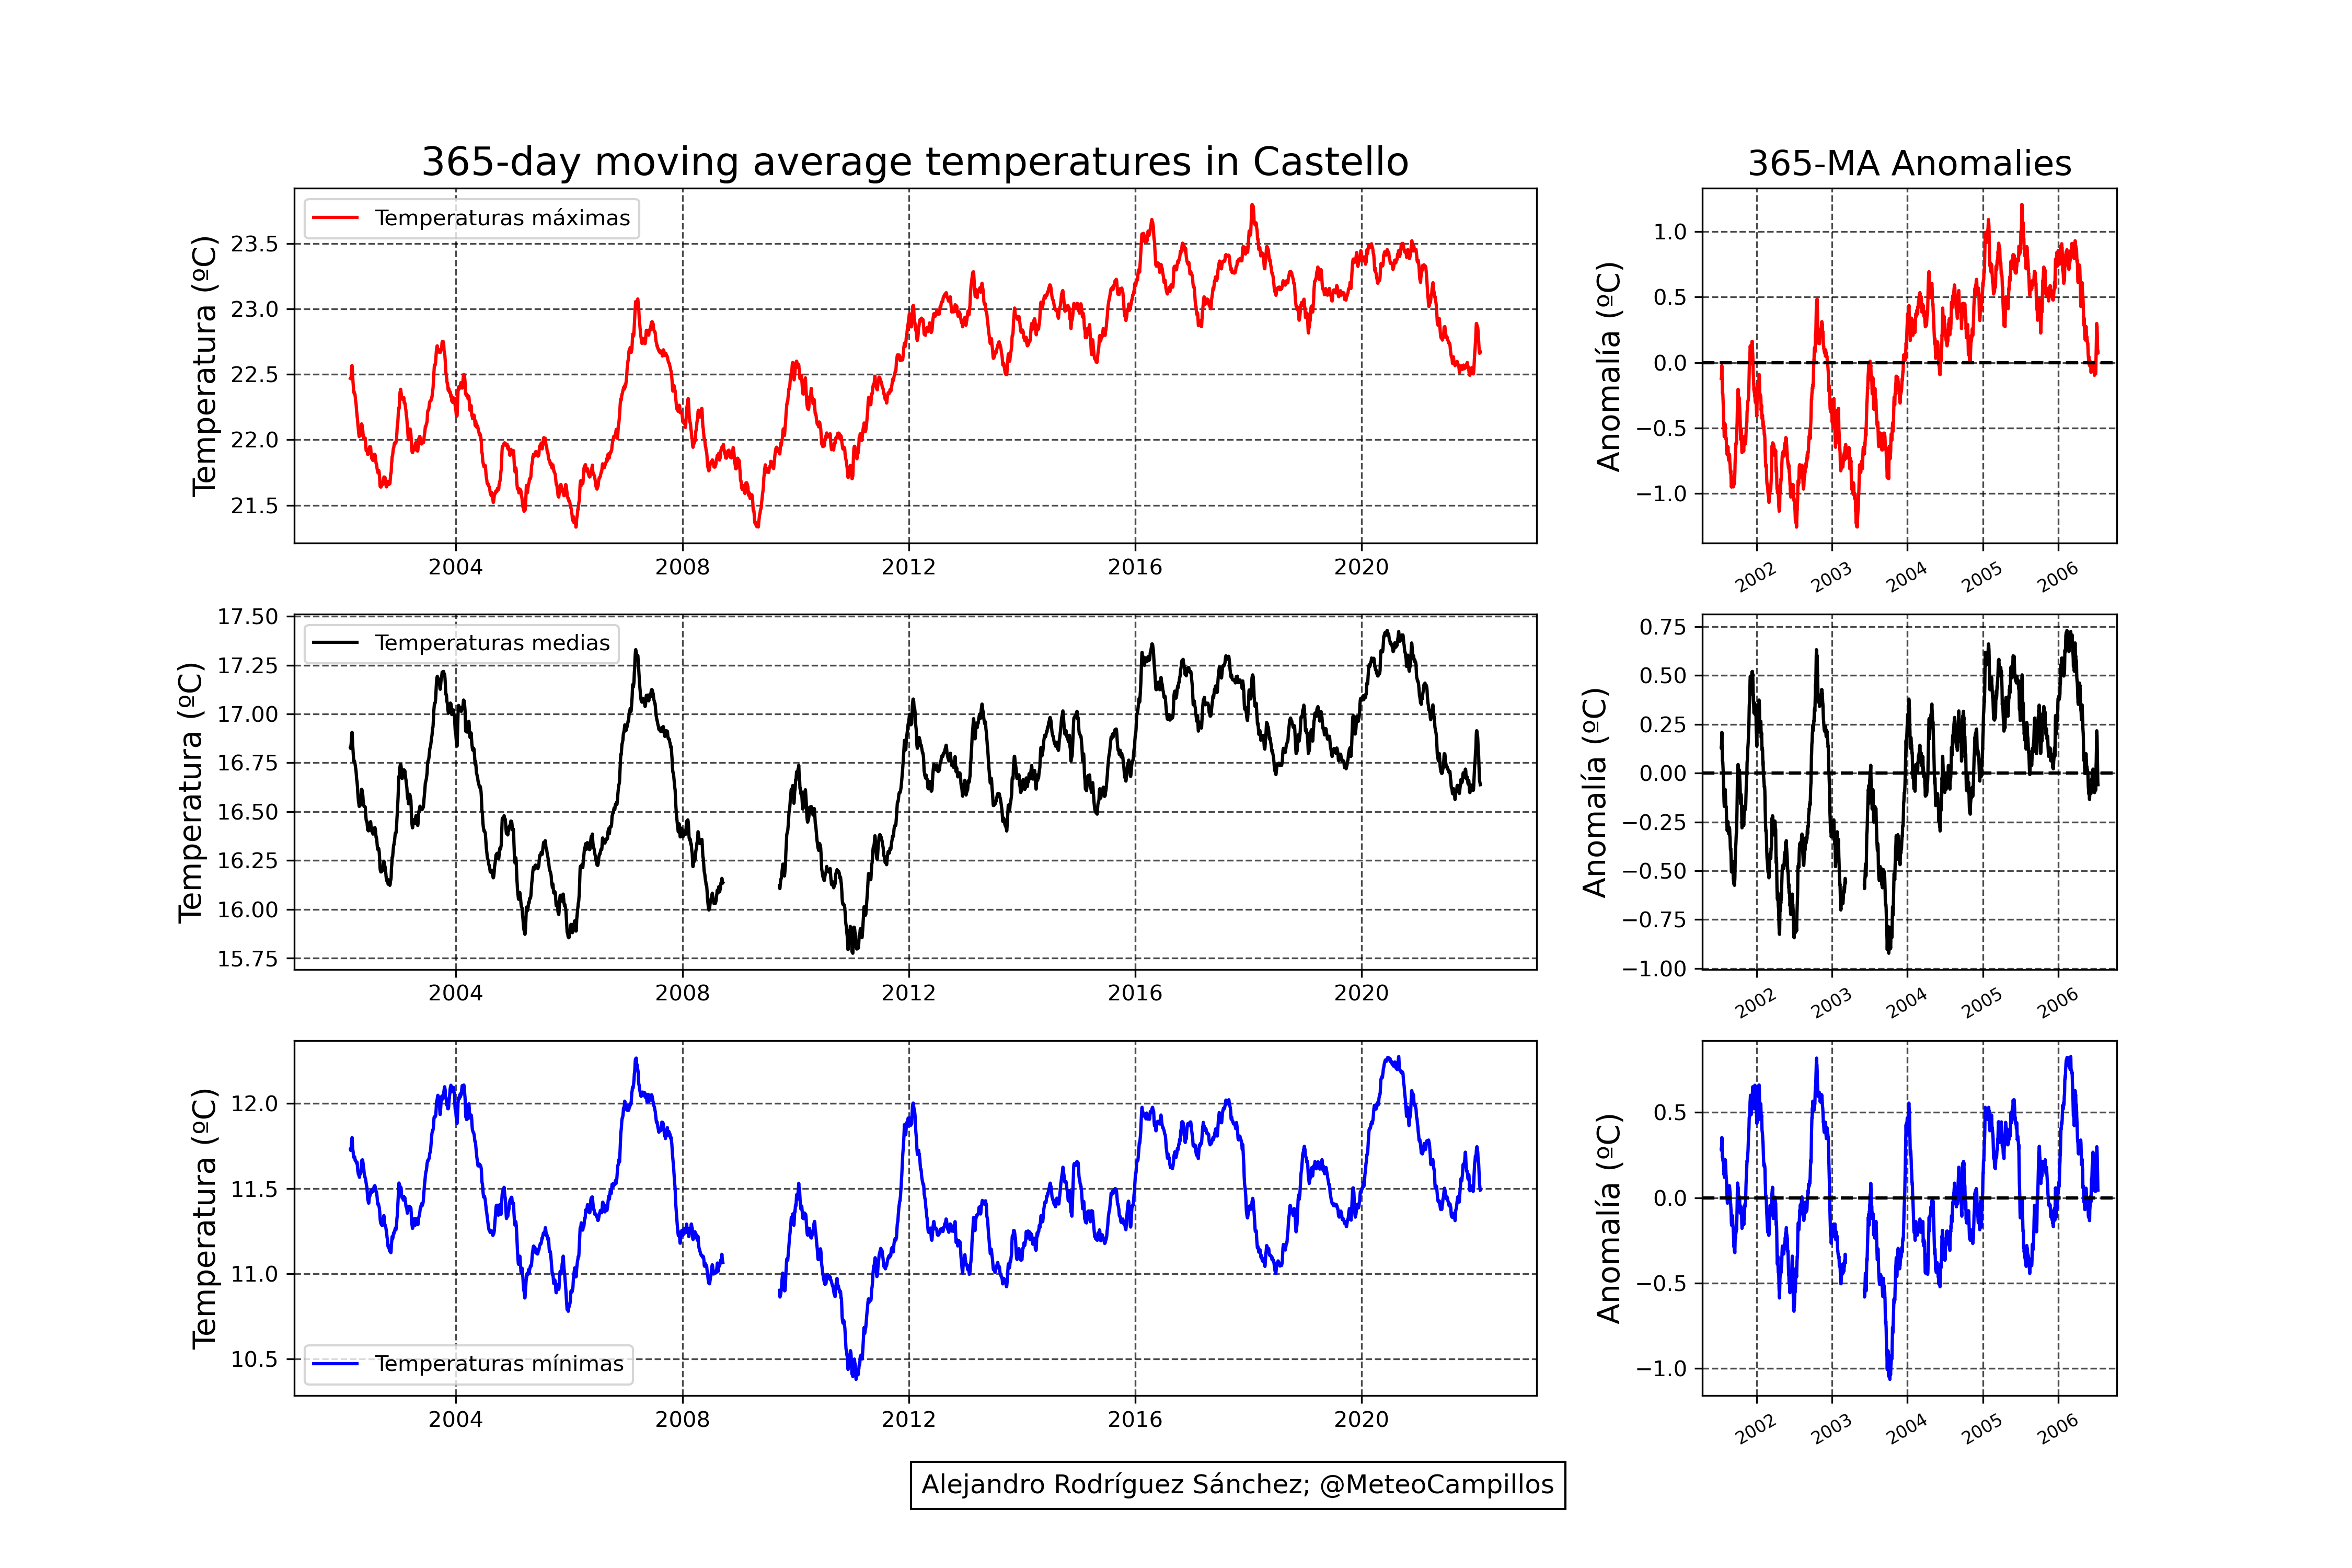 365-day moving average temperatures in Castello
365-MA Anomalies
Temperatura (ºC)
23.5
23.0
22.5
22.0
21.5
Temperaturas máximas
2004 2008 2012 2016 2020
Anomalía (ºC)
1.0
0.5
0.0
−0.5
−1.0
2002 2003 2004 2005 2006
Temperatura (ºC)
17.50
17.25
17.00
16.75
16.50
16.25
16.00
15.75
Temperaturas medias
2004 2008 2012 2016 2020
Anomalía (ºC)
0.75
0.50
0.25
0.00
−0.25
−0.50
−0.75
−1.00
2002 2003 2004 2005 2006
Temperatura (ºC)
12.0
11.5
11.0
10.5
Temperaturas mínimas
2004 2008 2012 2016 2020
Anomalía (ºC)
0.5
0.0
−0.5
−1.0
2002 2003 2004 2005 2006
Alejandro Rodríguez Sánchez; @MeteoCampillos